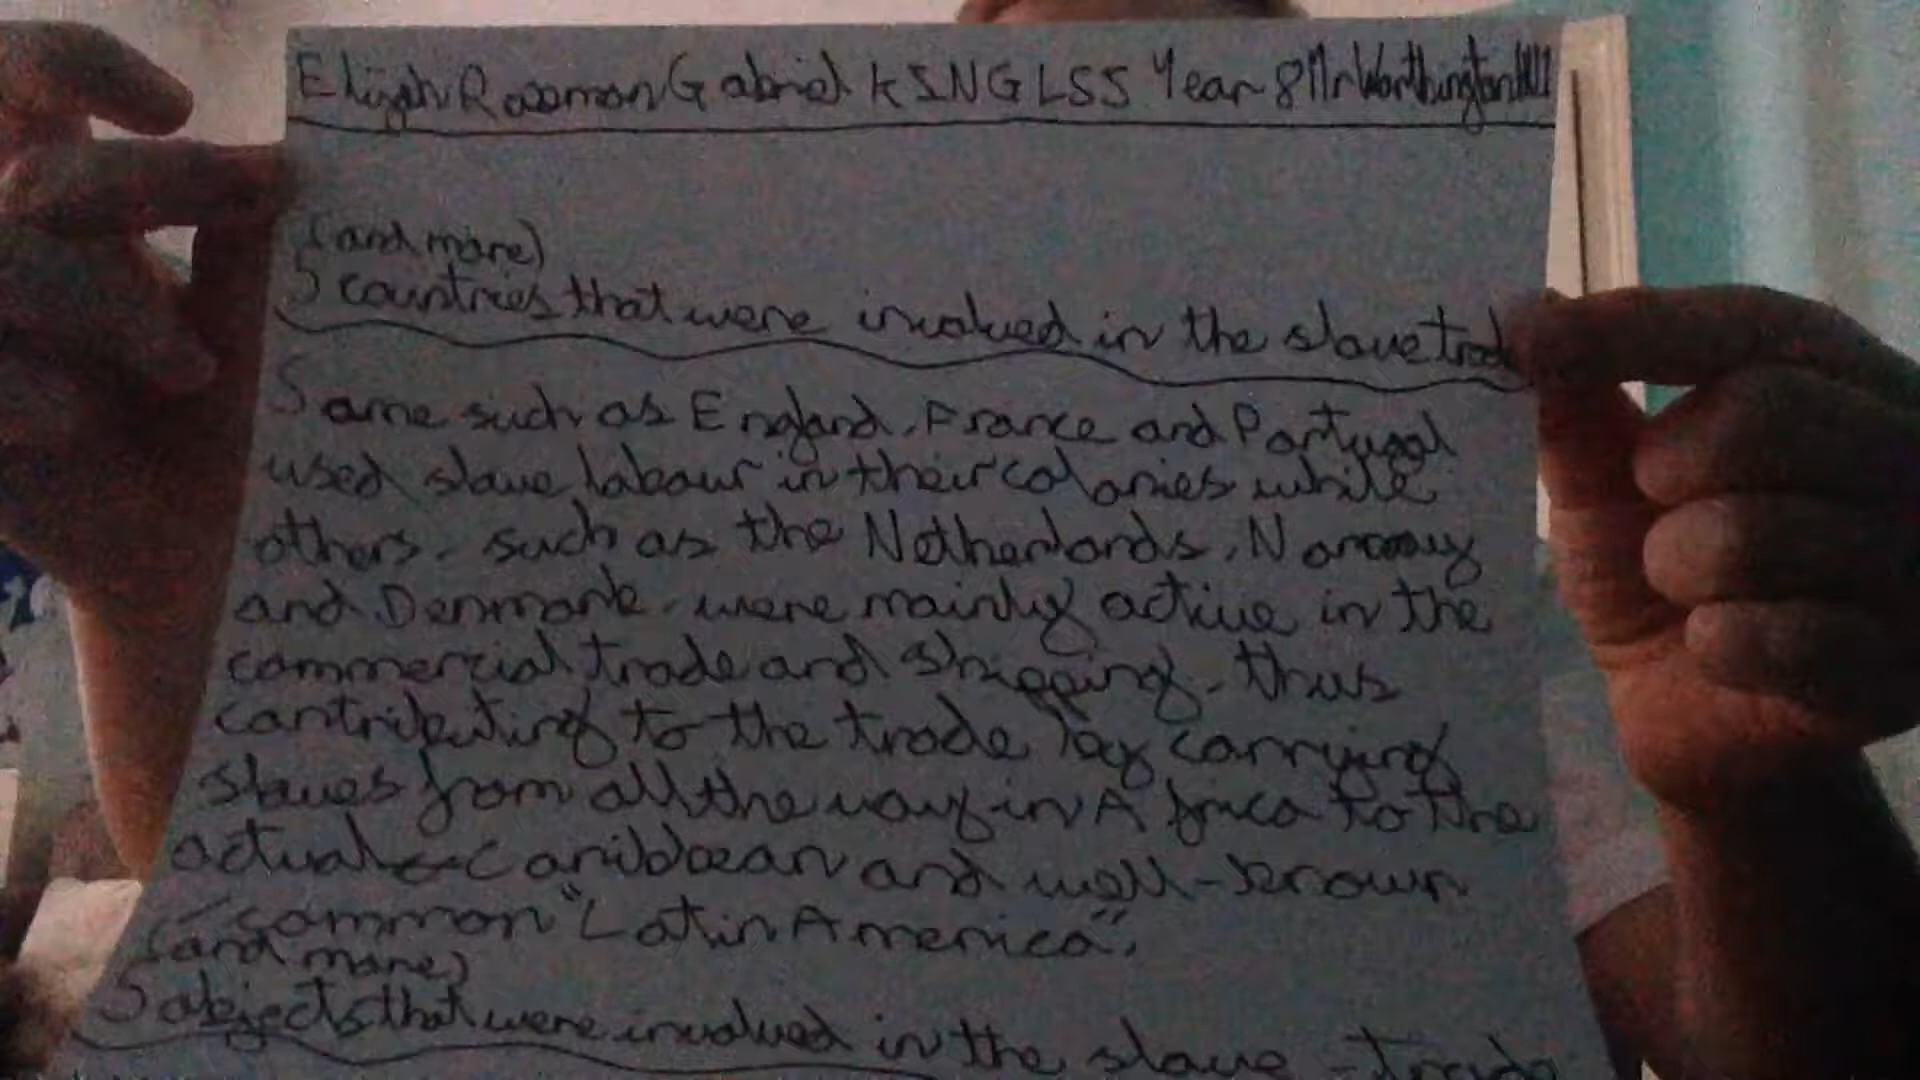 Elijah Roseman Gabriel KING LSS Year 8 Mr Worthington
(and more)
5 countries that were involved in the slave trade
Some such as England, France and Portugal
used slave labour in their colonies while
others, such as the Netherlands, Norway
and Denmark, were mainly active in the
commercial trade and shipping, thus
contributing to the trade by carrying
slaves from all the way in Africa to the
actual Caribbean and well-known
common "Latin America".
(and more)
5 objects that were involved in the slave-trade